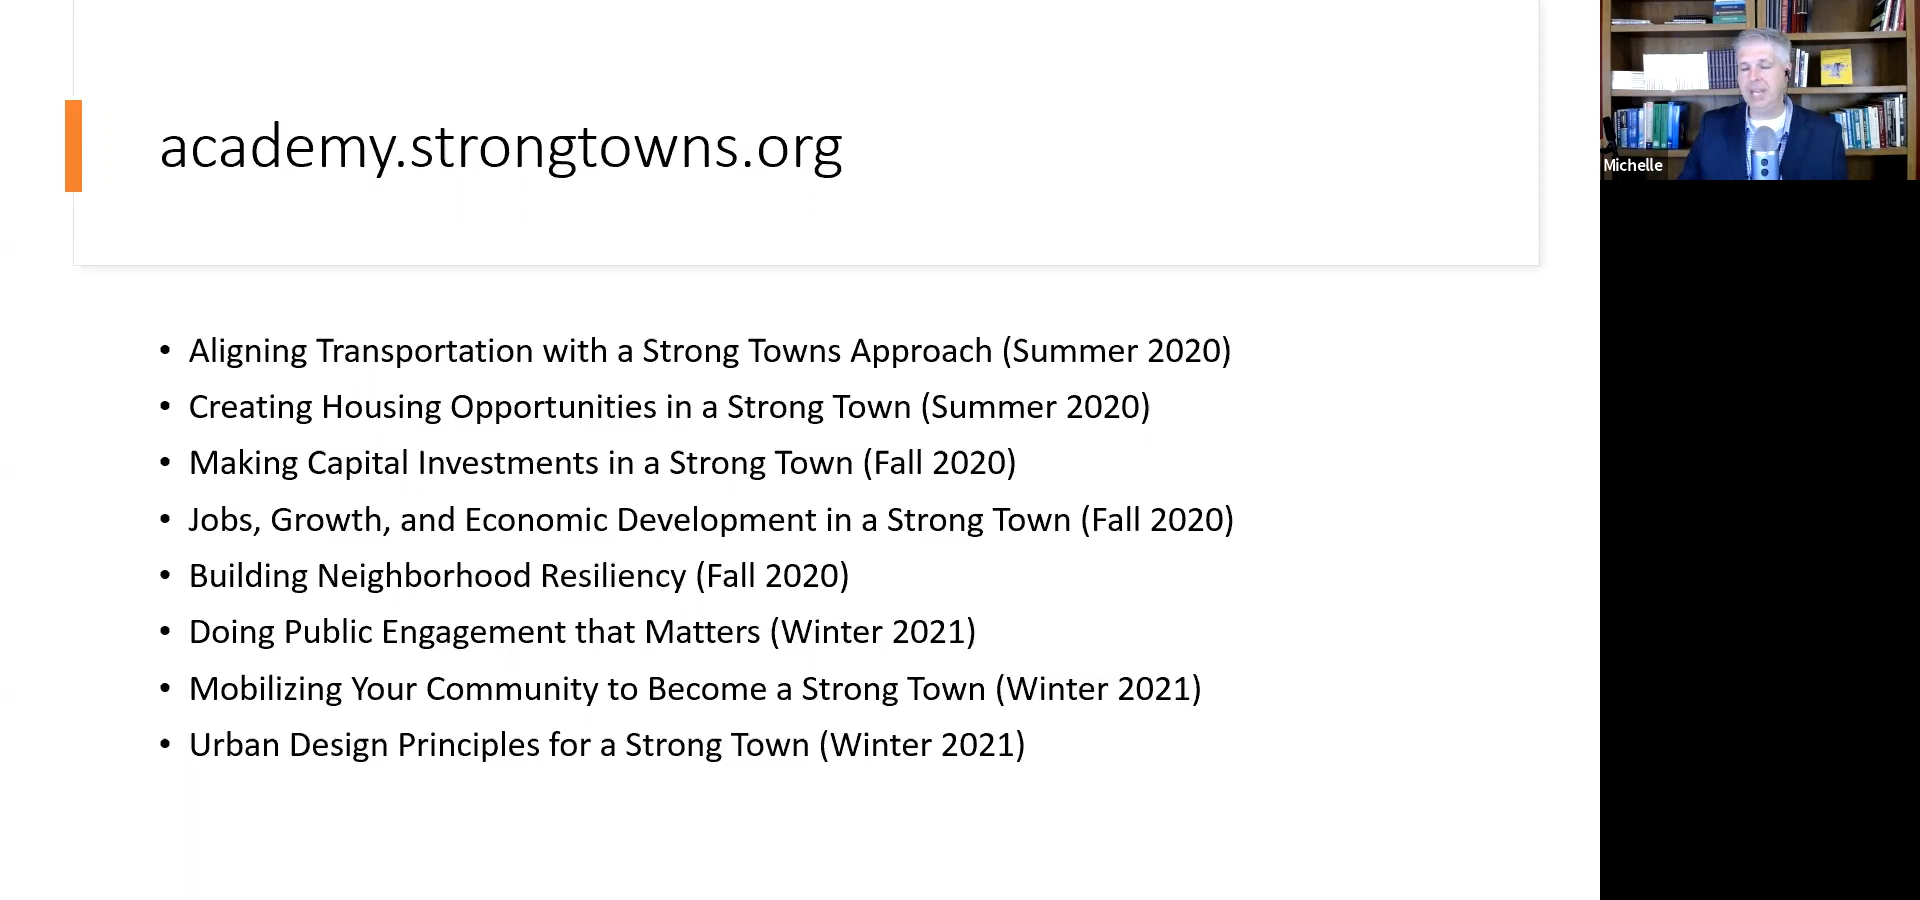 academy.strongtowns.org
• Aligning Transportation with a Strong Towns Approach (Summer 2020)
• Creating Housing Opportunities in a Strong Town (Summer 2020)
• Making Capital Investments in a Strong Town (Fall 2020)
• Jobs, Growth, and Economic Development in a Strong Town (Fall 2020)
• Building Neighborhood Resiliency (Fall 2020)
• Doing Public Engagement that Matters (Winter 2021)
• Mobilizing Your Community to Become a Strong Town (Winter 2021)
• Urban Design Principles for a Strong Town (Winter 2021)
Michelle